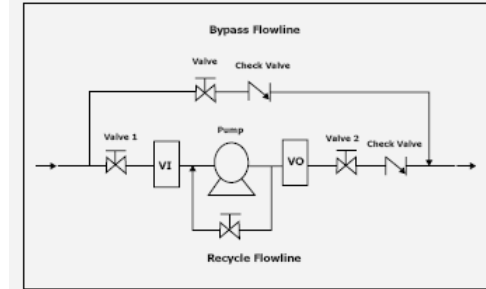 Bypass Flowline
Valve
Check Valve
Valve 1
Pump
Valve 2
Check Valve
VI
VO
Recycle Flowline